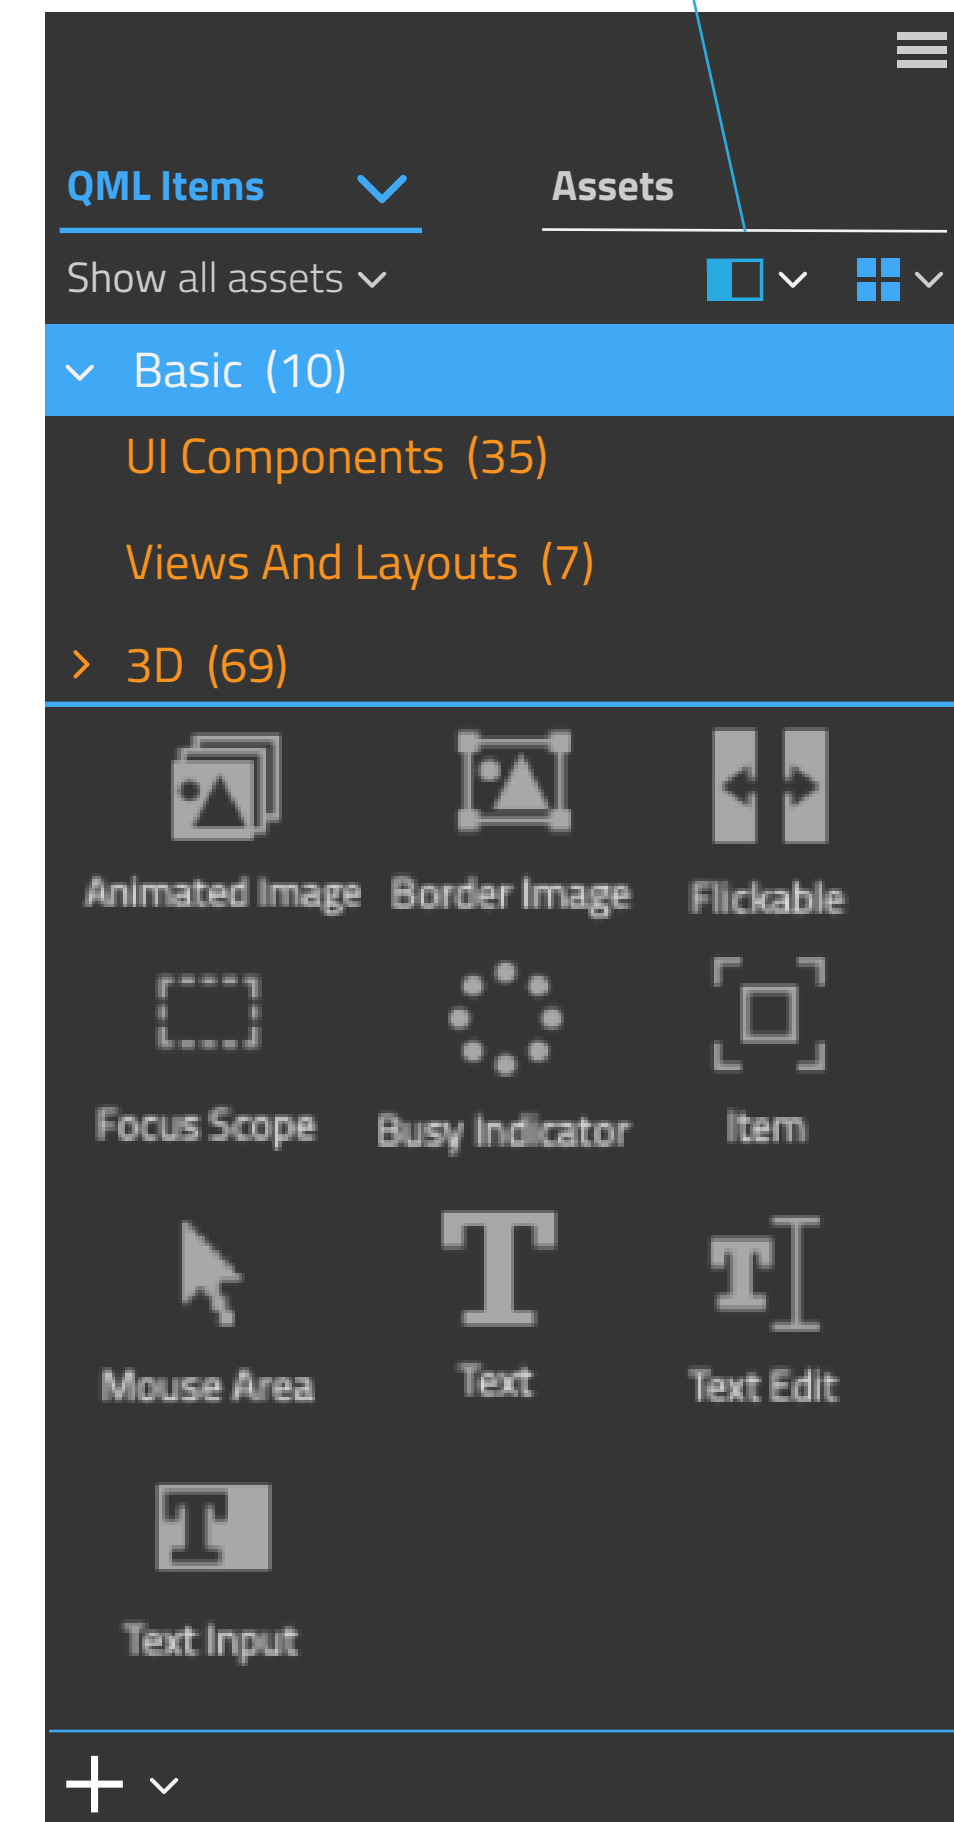 QML Items Assets
Show all assets
Basic (10)
UI Components (35)
Views And Layouts (7)
3D (69)
Animated Image Border Image Flickable
Focus Scope Busy Indicator Item
Mouse Area Text Text Edit
Text Input